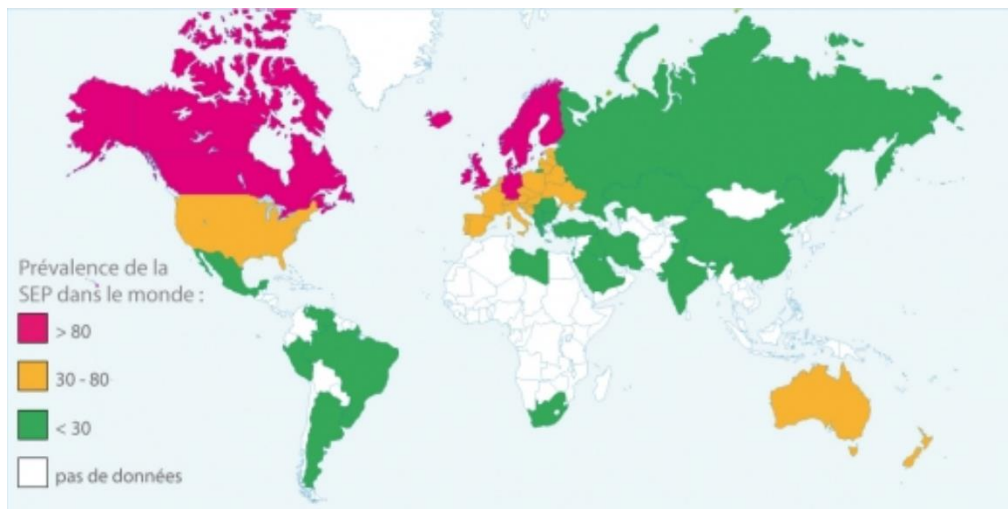 Prévalence de la
SEP dans le monde :
> 80
30 - 80
< 30
pas de données